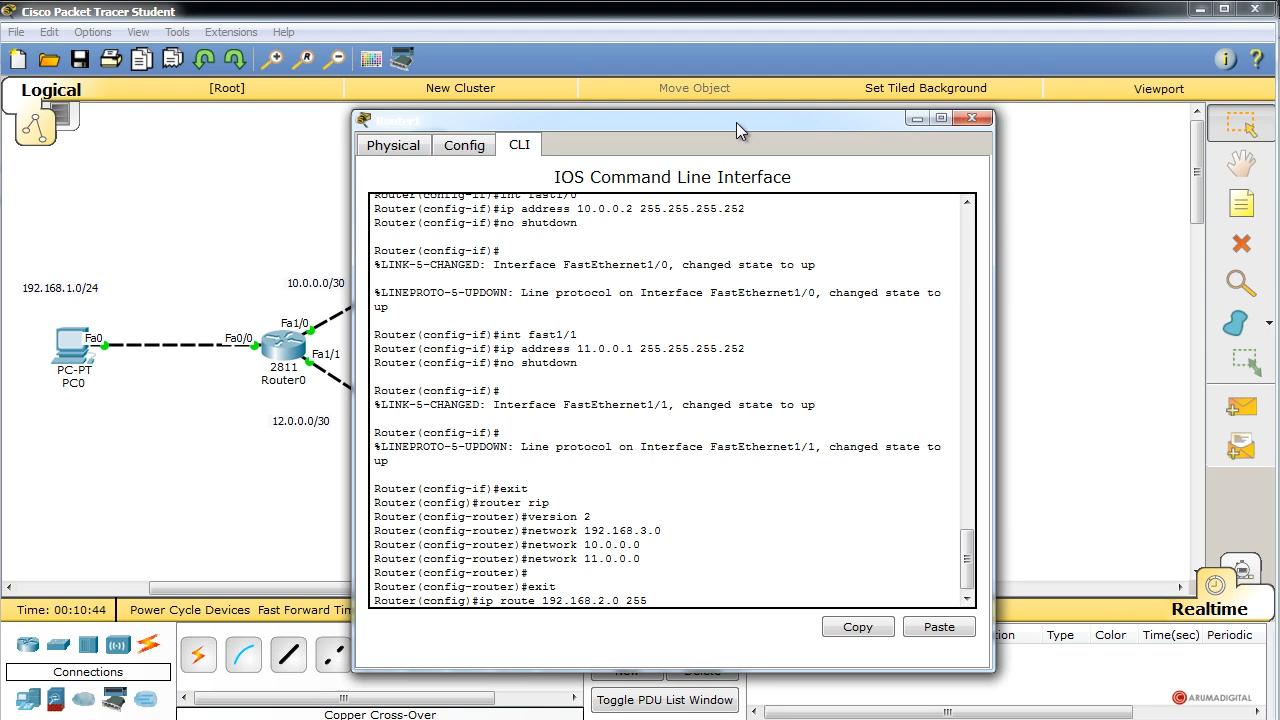 Cisco Packet Tracer Student
File Edit Options View Tools Extensions Help
Logical [Root] New Cluster Move Object Set Tiled Background Viewport
Router1
Physical Config CLI
IOS Command Line Interface
Router(config-if)#int fast1/0
Router(config-if)#ip address 10.0.0.2 255.255.255.252
Router(config-if)#no shutdown
Router(config-if)#
%LINK-5-CHANGED: Interface FastEthernet1/0, changed state to up
%LINEPROTO-5-UPDOWN: Line protocol on Interface FastEthernet1/0, changed state to
up
Router(config-if)#int fast1/1
Router(config-if)#ip address 11.0.0.1 255.255.255.252
Router(config-if)#no shutdown
Router(config-if)#
%LINK-5-CHANGED: Interface FastEthernet1/1, changed state to up
Router(config-if)#
%LINEPROTO-5-UPDOWN: Line protocol on Interface FastEthernet1/1, changed state to
up
Router(config-if)#exit
Router(config)#router rip
Router(config-router)#version 2
Router(config-router)#network 192.168.3.0
Router(config-router)#network 10.0.0.0
Router(config-router)#network 11.0.0.0
Router(config-router)#
Router(config-router)#exit
Router(config)#ip route 192.168.2.0 255
Copy Paste
192.168.1.0/24
10.0.0.0/30
Fa0 Fa0/0 Fa1/0
Fa1/1
PC-PT
PC0
2811
Router0
12.0.0.0/30
Time: 00:10:44 Power Cycle Devices Fast Forward Time
Realtime
Connections
Copper Cross-Over
New Delete
Toggle PDU List Window
Type Color Time(sec) Periodic
ARUMADIGITAL